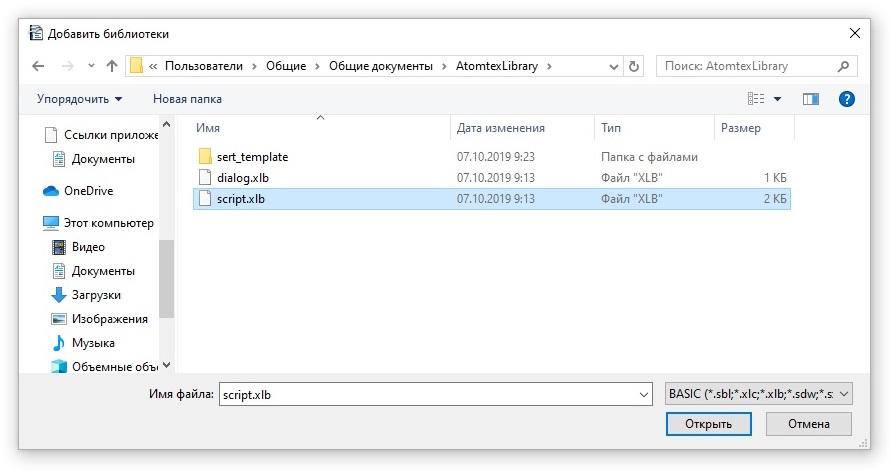 Добавить библиотеки
« Пользователи > Общие > Общие документы > AtomtexLibrary >
Поиск: AtomtexLibrary
Упорядочить
Новая папка
?
Ссылки приложе
Документы
OneDrive
Этот компьютер
Видео
Документы
Загрузки
Изображения
Музыка
Объемные объ
Имя Дата изменения Тип Размер
sert_template 07.10.2019 9:23 Папка с файлами
dialog.xlb 07.10.2019 9:13 Файл "XLB" 1 КБ
script.xlb 07.10.2019 9:13 Файл "XLB" 2 КБ
Имя файла: script.xlb
BASIC (*.sbl;*.xlc;*.xlb;*.sdw;*.s
Открыть
Отмена